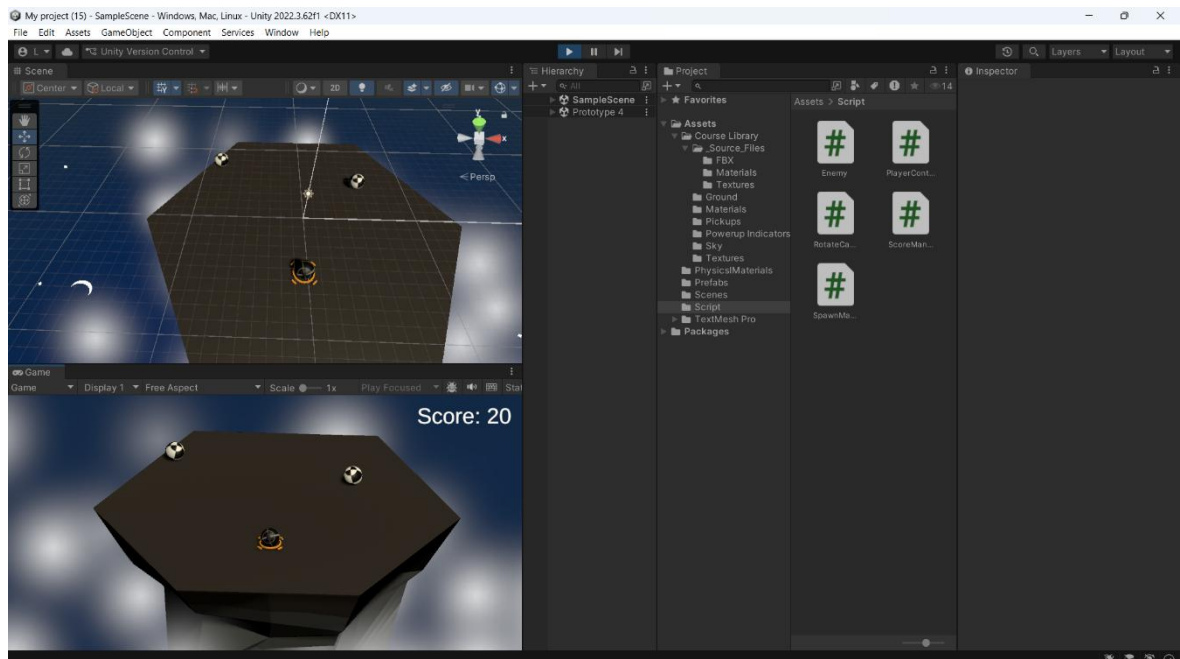 My project (15) - SampleScene - Windows, Mac, Linux - Unity 2022.3.62f1 <DX11>
File Edit Assets GameObject Component Services Window Help
L Unity Version Control Layers Layout
Scene
Center Local 2D
Y
x
Persp
Hierarchy
All
SampleScene
Prototype 4
Project
14
Favorites
Assets
Course Library
_Source_Files
FBX
Materials
Textures
Ground
Materials
Pickups
Powerup Indicators
Sky
Textures
PhysicslMaterials
Prefabs
Scenes
Script
TextMesh Pro
Packages
Assets > Script
# #
Enemy PlayerCont...
# #
RotateCa... ScoreMan...
#
SpawnMa...
Inspector
Game
Game Display 1 Free Aspect Scale 1x Play Focused Stat
Score: 20